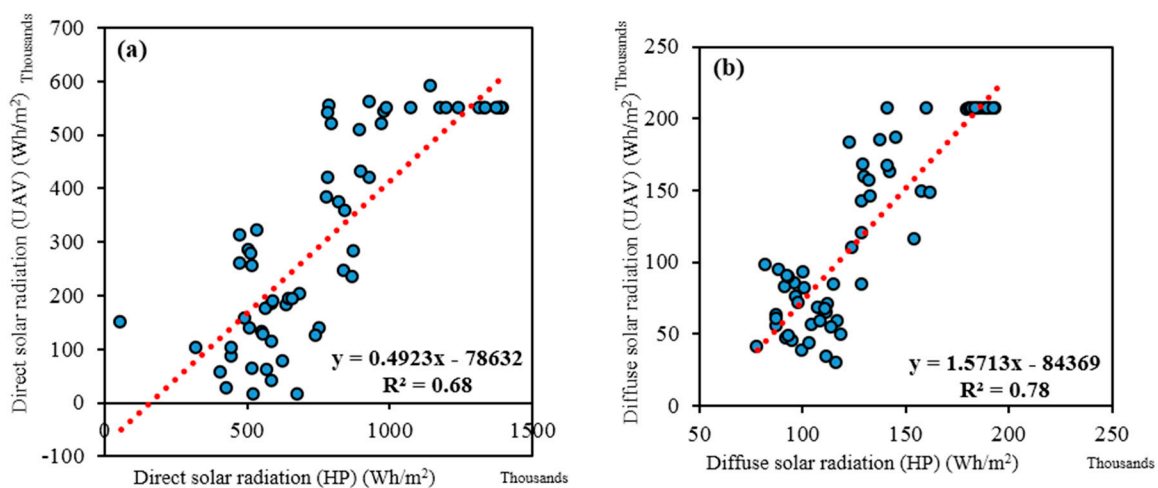 (a)
Direct solar radiation (UAV) (Wh/m²)
Thousands
700
600
500
400
300
200
100
0
-100
0
500
1000
1500
y = 0.4923x - 78632
R² = 0.68
Direct solar radiation (HP) (Wh/m²)
Thousands
(b)
Diffuse solar radiation (UAV) (Wh/m²)
Thousands
250
200
150
100
50
0
50
100
150
200
250
y = 1.5713x - 84369
R² = 0.78
Diffuse solar radiation (HP) (Wh/m²)
Thousands